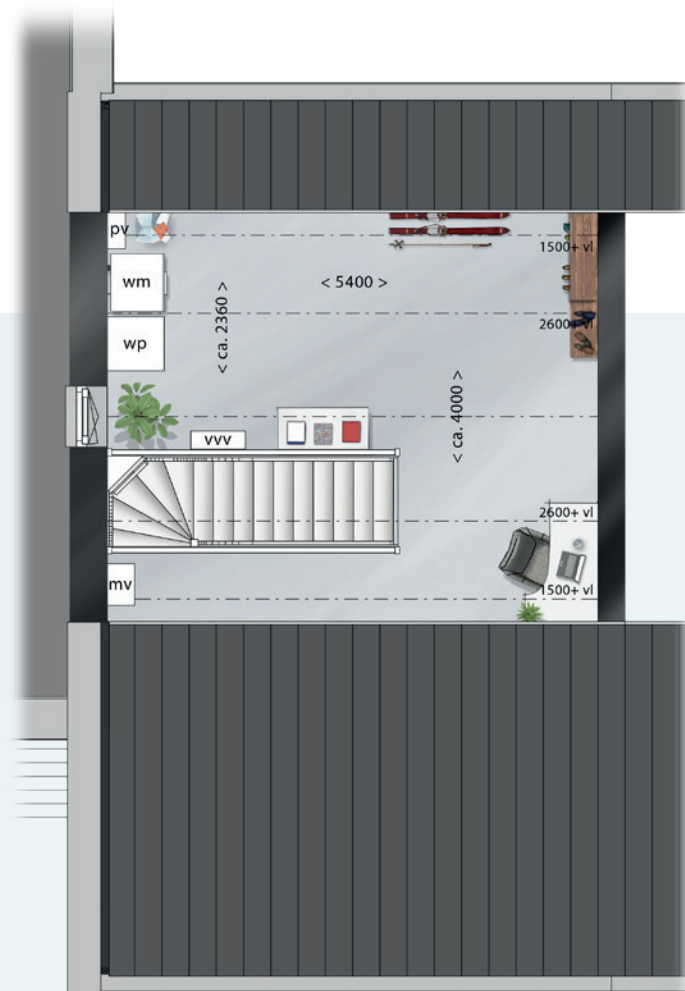 pv
1500+ vl
wm
< 5400 >
< ca. 2360 >
2600+ vl
wp
< ca. 4000 >
vvv
2600+ vl
mv
1500+ vl